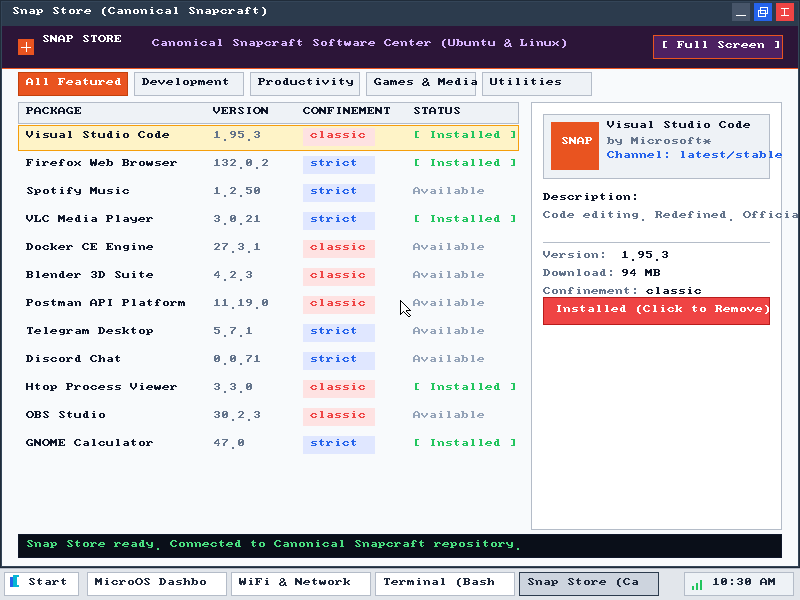 Snap Store (Canonical Snapcraft)
SNAP STORE
Canonical Snapcraft Software Center (Ubuntu & Linux)
[ Full Screen ]
All Featured
Development
Productivity
Games & Media
Utilities
PACKAGE VERSION CONFINEMENT STATUS
Visual Studio Code 1.95.3 classic [ Installed ]
Firefox Web Browser 132.0.2 strict [ Installed ]
Spotify Music 1.2.50 strict Available
VLC Media Player 3.0.21 strict [ Installed ]
Docker CE Engine 27.3.1 classic Available
Blender 3D Suite 4.2.3 classic Available
Postman API Platform 11.19.0 classic Available
Telegram Desktop 5.7.1 strict Available
Discord Chat 0.0.71 strict Available
Htop Process Viewer 3.3.0 classic [ Installed ]
OBS Studio 30.2.3 classic Available
GNOME Calculator 47.0 strict [ Installed ]
SNAP
Visual Studio Code
by Microsoft*
Channel: latest/stable
Description:
Code editing. Redefined. Officia
Version: 1.95.3
Download: 94 MB
Confinement: classic
Installed (Click to Remove)
Snap Store ready. Connected to Canonical Snapcraft repository.
Start
MicroOS Dashbo
WiFi & Network
Terminal (Bash
Snap Store (Ca
10:30 AM